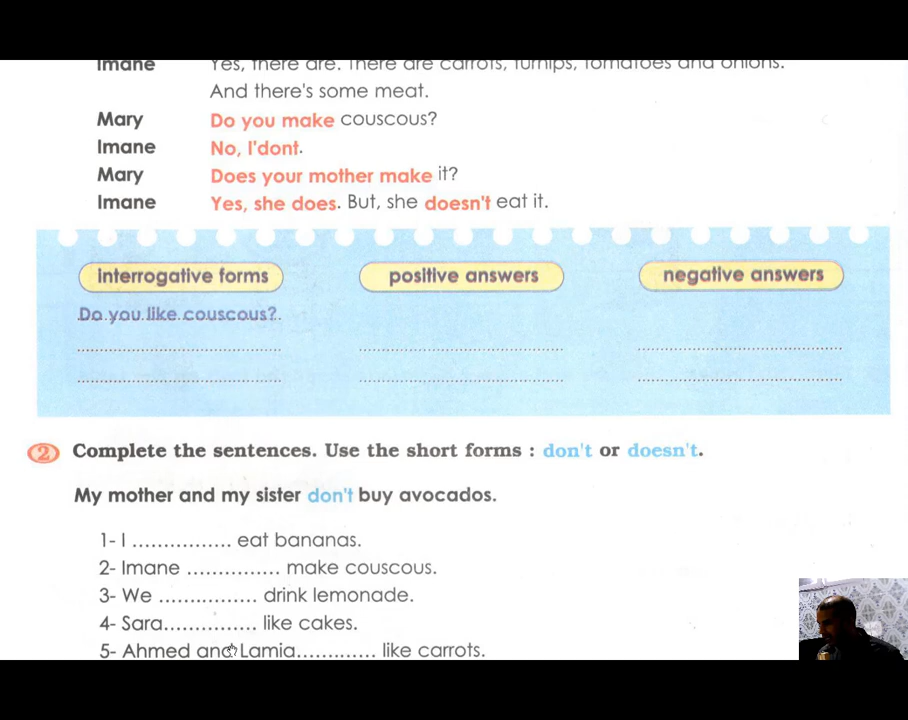 Imane Yes, there are. There are carrots, turnips, tomatoes and onions.
And there's some meat.
Mary Do you make couscous?
Imane No, I'dont.
Mary Does your mother make it?
Imane Yes, she does. But, she doesn't eat it.
interrogative forms positive answers negative answers
Do you like couscous?
2 Complete the sentences. Use the short forms : don't or doesn't.
My mother and my sister don't buy avocados.
1- I ................ eat bananas.
2- Imane ............... make couscous.
3- We ................ drink lemonade.
4- Sara............... like cakes.
5- Ahmed and Lamia............. like carrots.